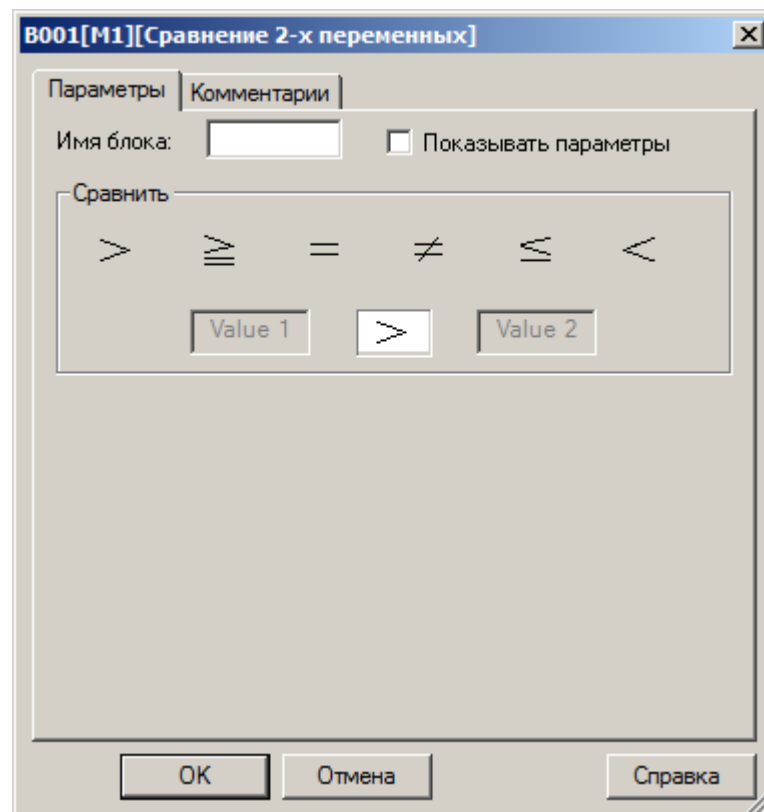 B001[M1][Сравнение 2-х переменных]
Параметры Комментарии
Имя блока: Показывать параметры
Сравнить
> ≧ = ≠ ≤ <
Value 1 > Value 2
OK Отмена Справка